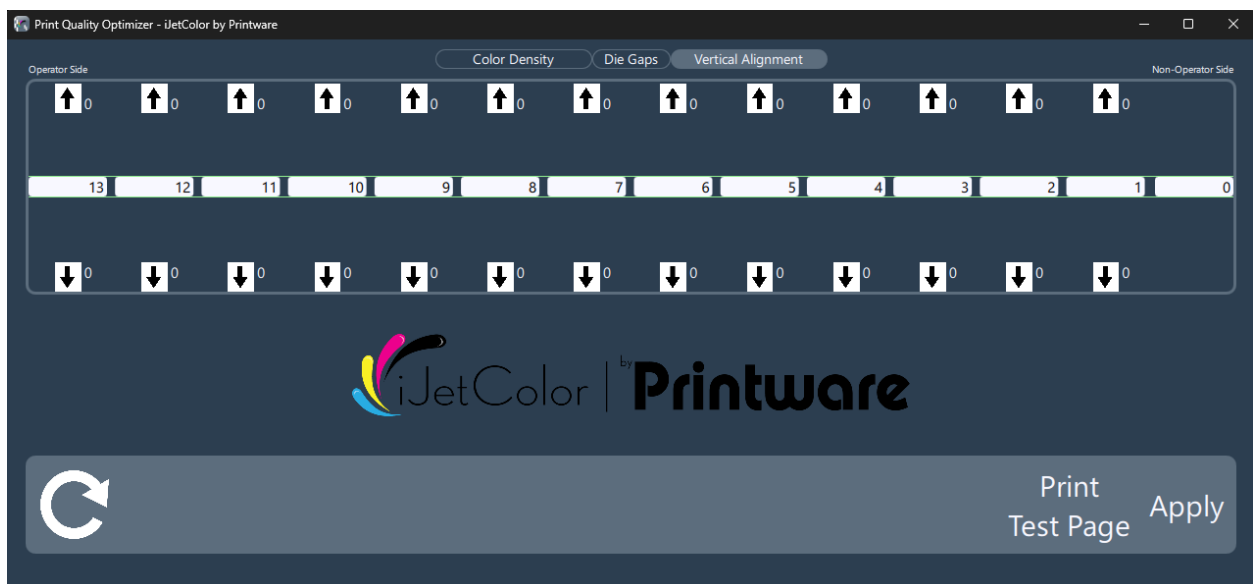 Print Quality Optimizer - iJetColor by Printware
Color Density Die Gaps Vertical Alignment
Operator Side Non-Operator Side
0 0 0 0 0 0 0 0 0 0 0 0 0
13 12 11 10 9 8 7 6 5 4 3 2 1 0
0 0 0 0 0 0 0 0 0 0 0 0 0
iJetColor | by Printware
Print
Test Page
Apply